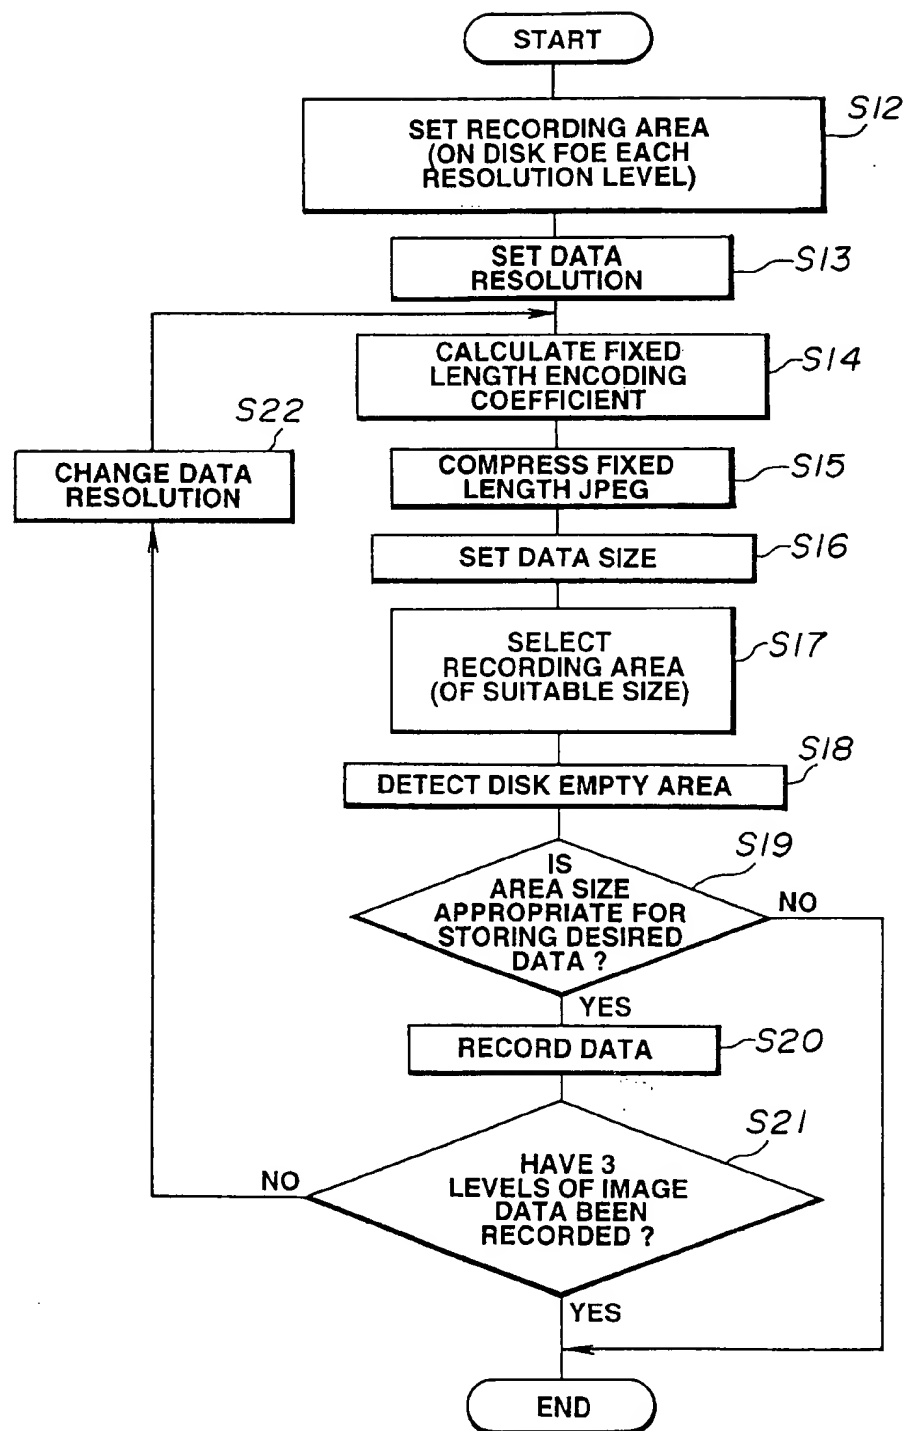 START
S12
SET RECORDING AREA
(ON DISK FOE EACH
RESOLUTION LEVEL)
SET DATA
RESOLUTION
S13
CALCULATE FIXED
LENGTH ENCODING
COEFFICIENT
S14
S22
CHANGE DATA
RESOLUTION
COMPRESS FIXED
LENGTH JPEG
S15
SET DATA SIZE
S16
SELECT
RECORDING AREA
(OF SUITABLE SIZE)
S17
S18
DETECT DISK EMPTY AREA
S19
IS
AREA SIZE
APPROPRIATE FOR
STORING DESIRED
DATA ?
NO
YES
RECORD DATA
S20
S21
HAVE 3
LEVELS OF IMAGE
DATA BEEN
RECORDED ?
NO
YES
END